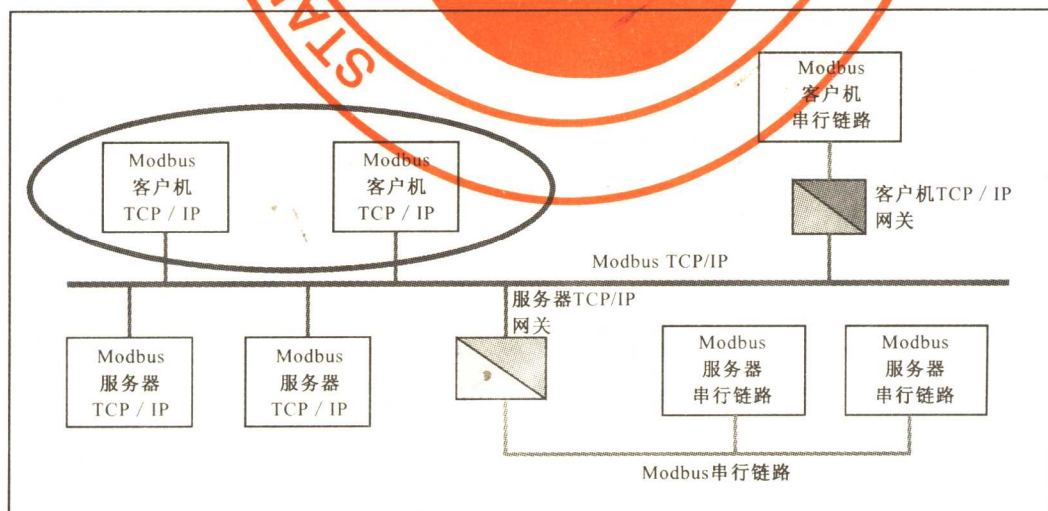 STA
Modbus
客户机
串行链路
Modbus
客户机
TCP / IP
Modbus
客户机
TCP / IP
客户机TCP / IP
网关
Modbus TCP/IP
服务器TCP/IP
网关
Modbus
服务器
TCP / IP
Modbus
服务器
TCP / IP
Modbus
服务器
串行链路
Modbus
服务器
串行链路
Modbus串行链路